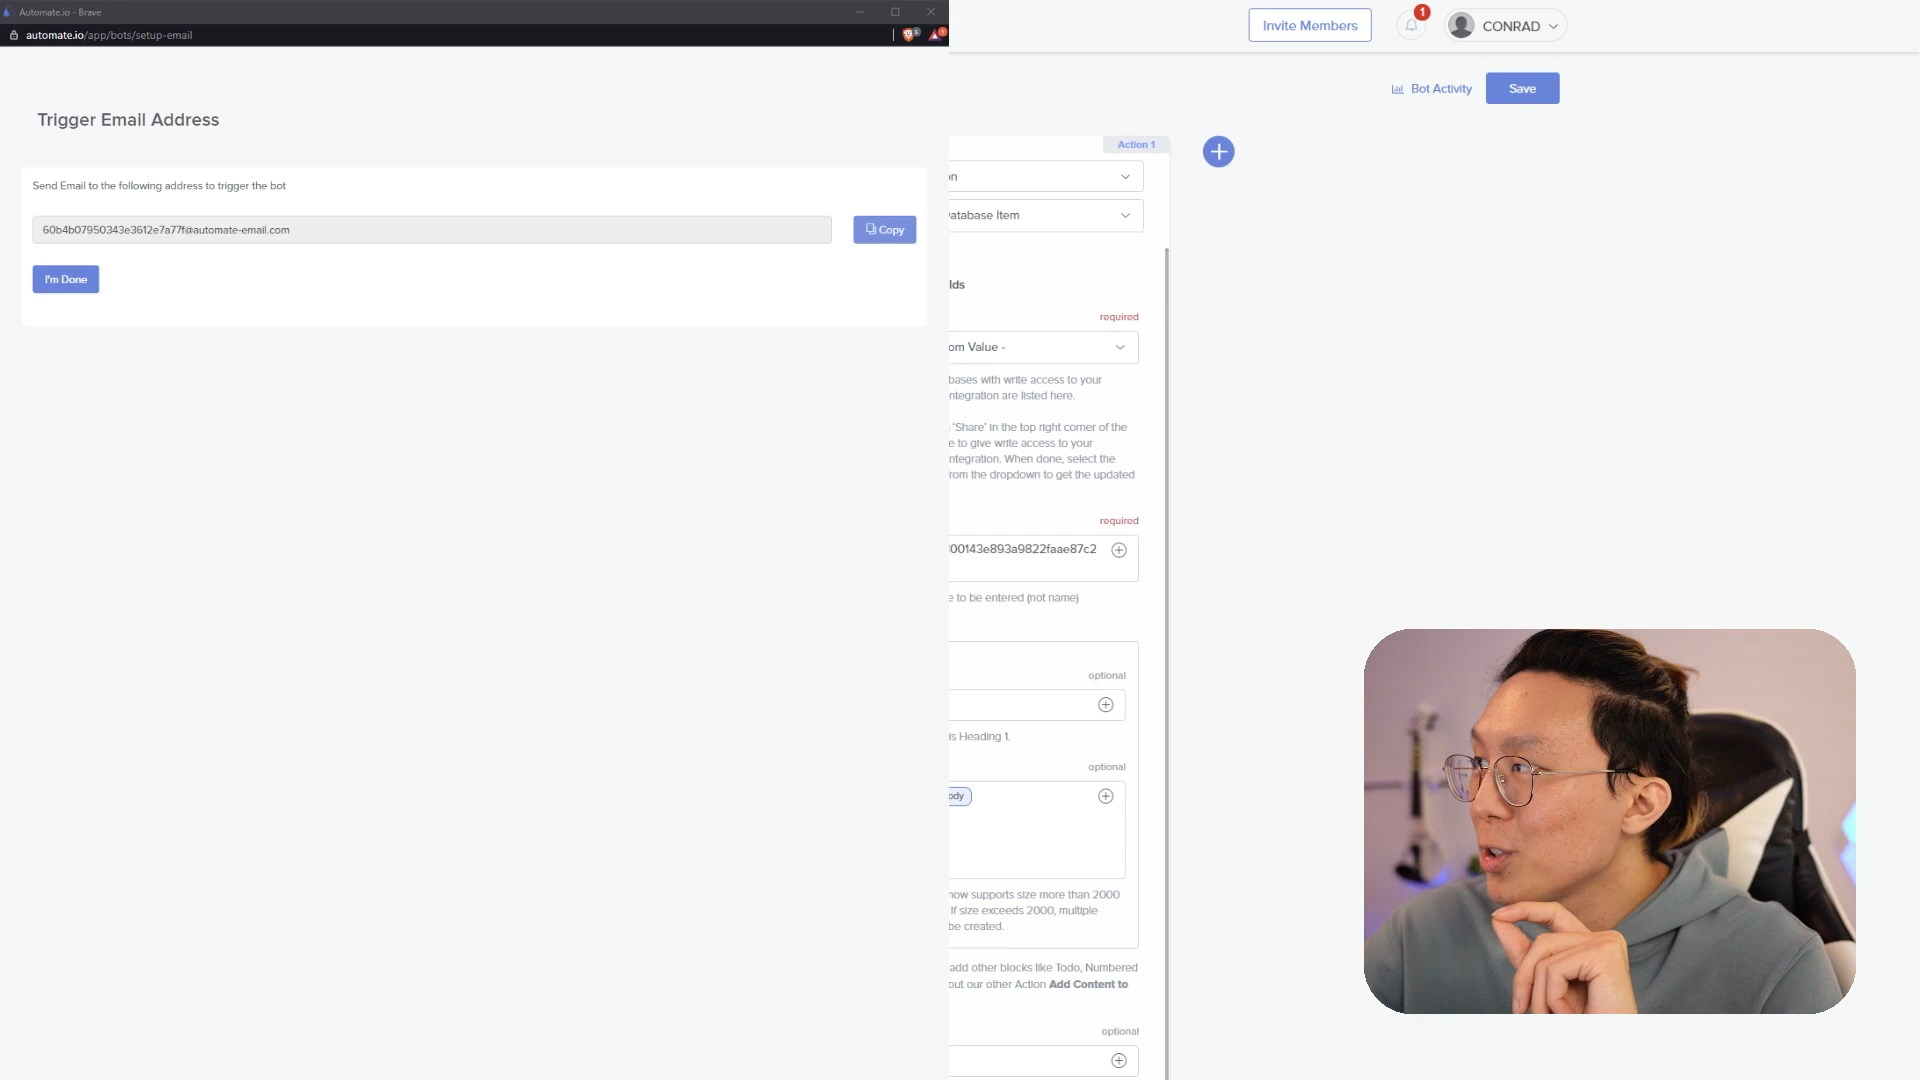 Automate.io - Brave
automate.io/app/bots/setup-email
Trigger Email Address
Send Email to the following address to trigger the bot
60b4b07950343e3612e7a77f@automate-email.com
Copy
I'm Done
Invite Members
1
CONRAD
Bot Activity
Save
Action 1
on
atabase Item
lds
required
om Value -
bases with write access to your
ntegration are listed here.
'Share' in the top right corner of the
e to give write access to your
ntegration. When done, select the
rom the dropdown to get the updated
required
00143e893a9822faae87c2
e to be entered (not name)
optional
is Heading 1.
optional
ody
now supports size more than 2000
If size exceeds 2000, multiple
be created.
add other blocks like Todo, Numbered
out our other Action Add Content to
optional